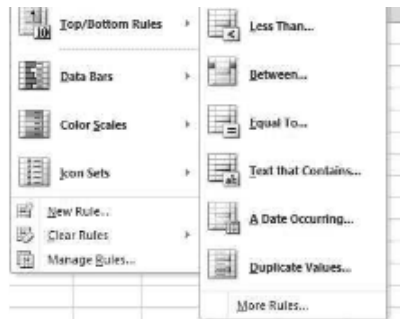 Top/Bottom Rules
Data Bars
Color Scales
Icon Sets
New Rule...
Clear Rules
Manage Rules...
Less Than...
Between...
Equal To...
Text that Contains...
A Date Occurring...
Duplicate Values...
More Rules...